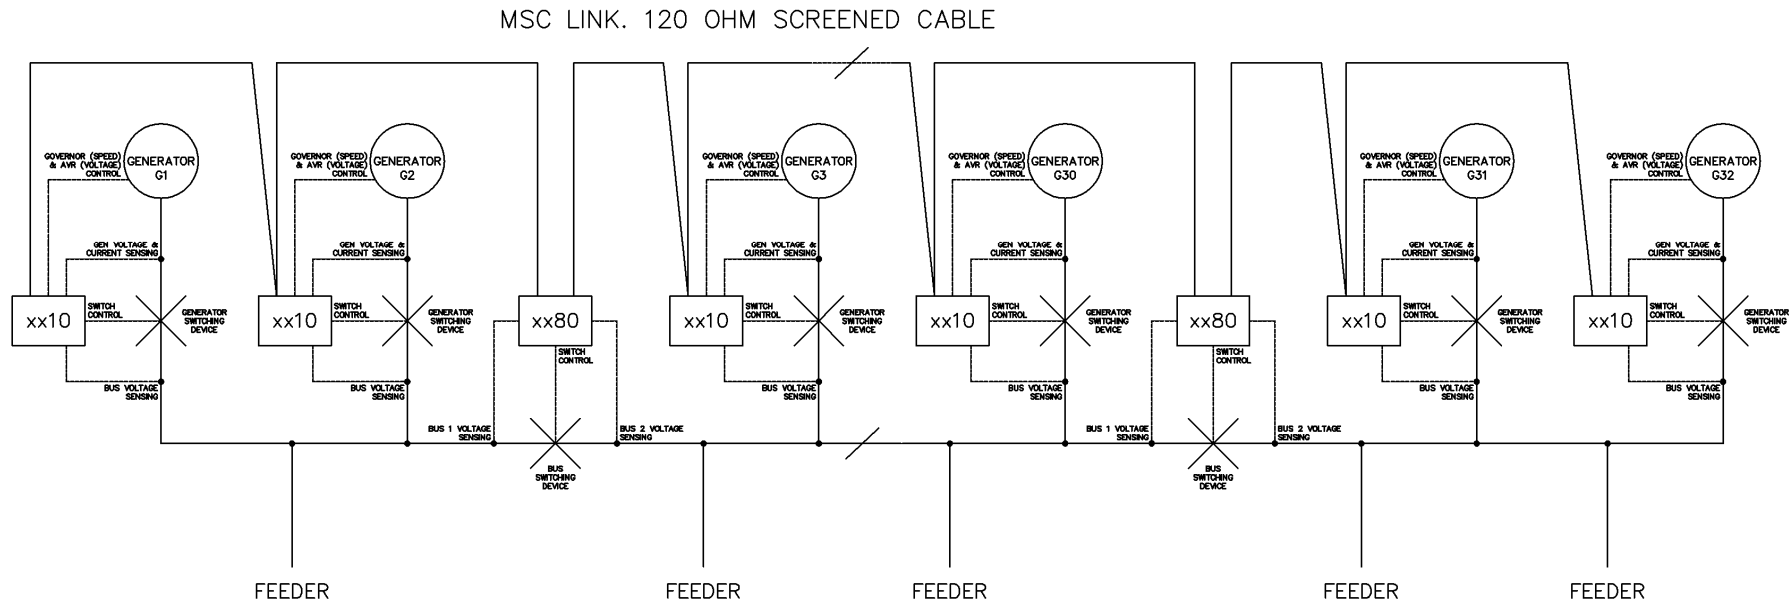 MSC LINK. 120 OHM SCREENED CABLE
GOVERNOR (SPEED)
& AVR (VOLTAGE)
CONTROL
GENERATOR
G1
GOVERNOR (SPEED)
& AVR (VOLTAGE)
CONTROL
GENERATOR
G2
GOVERNOR (SPEED)
& AVR (VOLTAGE)
CONTROL
GENERATOR
G3
GOVERNOR (SPEED)
& AVR (VOLTAGE)
CONTROL
GENERATOR
G30
GOVERNOR (SPEED)
& AVR (VOLTAGE)
CONTROL
GENERATOR
G31
GOVERNOR (SPEED)
& AVR (VOLTAGE)
CONTROL
GENERATOR
G32
GEN VOLTAGE &
CURRENT SENSING
GEN VOLTAGE &
CURRENT SENSING
GEN VOLTAGE &
CURRENT SENSING
GEN VOLTAGE &
CURRENT SENSING
GEN VOLTAGE &
CURRENT SENSING
GEN VOLTAGE &
CURRENT SENSING
xx10
SWITCH
CONTROL
GENERATOR
SWITCHING
DEVICE
xx10
SWITCH
CONTROL
GENERATOR
SWITCHING
DEVICE
xx80
SWITCH
CONTROL
xx10
SWITCH
CONTROL
GENERATOR
SWITCHING
DEVICE
xx10
SWITCH
CONTROL
GENERATOR
SWITCHING
DEVICE
xx80
SWITCH
CONTROL
xx10
SWITCH
CONTROL
GENERATOR
SWITCHING
DEVICE
xx10
SWITCH
CONTROL
GENERATOR
SWITCHING
DEVICE
BUS VOLTAGE
SENSING
BUS VOLTAGE
SENSING
BUS VOLTAGE
SENSING
BUS VOLTAGE
SENSING
BUS VOLTAGE
SENSING
BUS VOLTAGE
SENSING
BUS 1 VOLTAGE
SENSING
BUS 2 VOLTAGE
SENSING
BUS
SWITCHING
DEVICE
BUS 1 VOLTAGE
SENSING
BUS 2 VOLTAGE
SENSING
BUS
SWITCHING
DEVICE
FEEDER
FEEDER
FEEDER
FEEDER
FEEDER